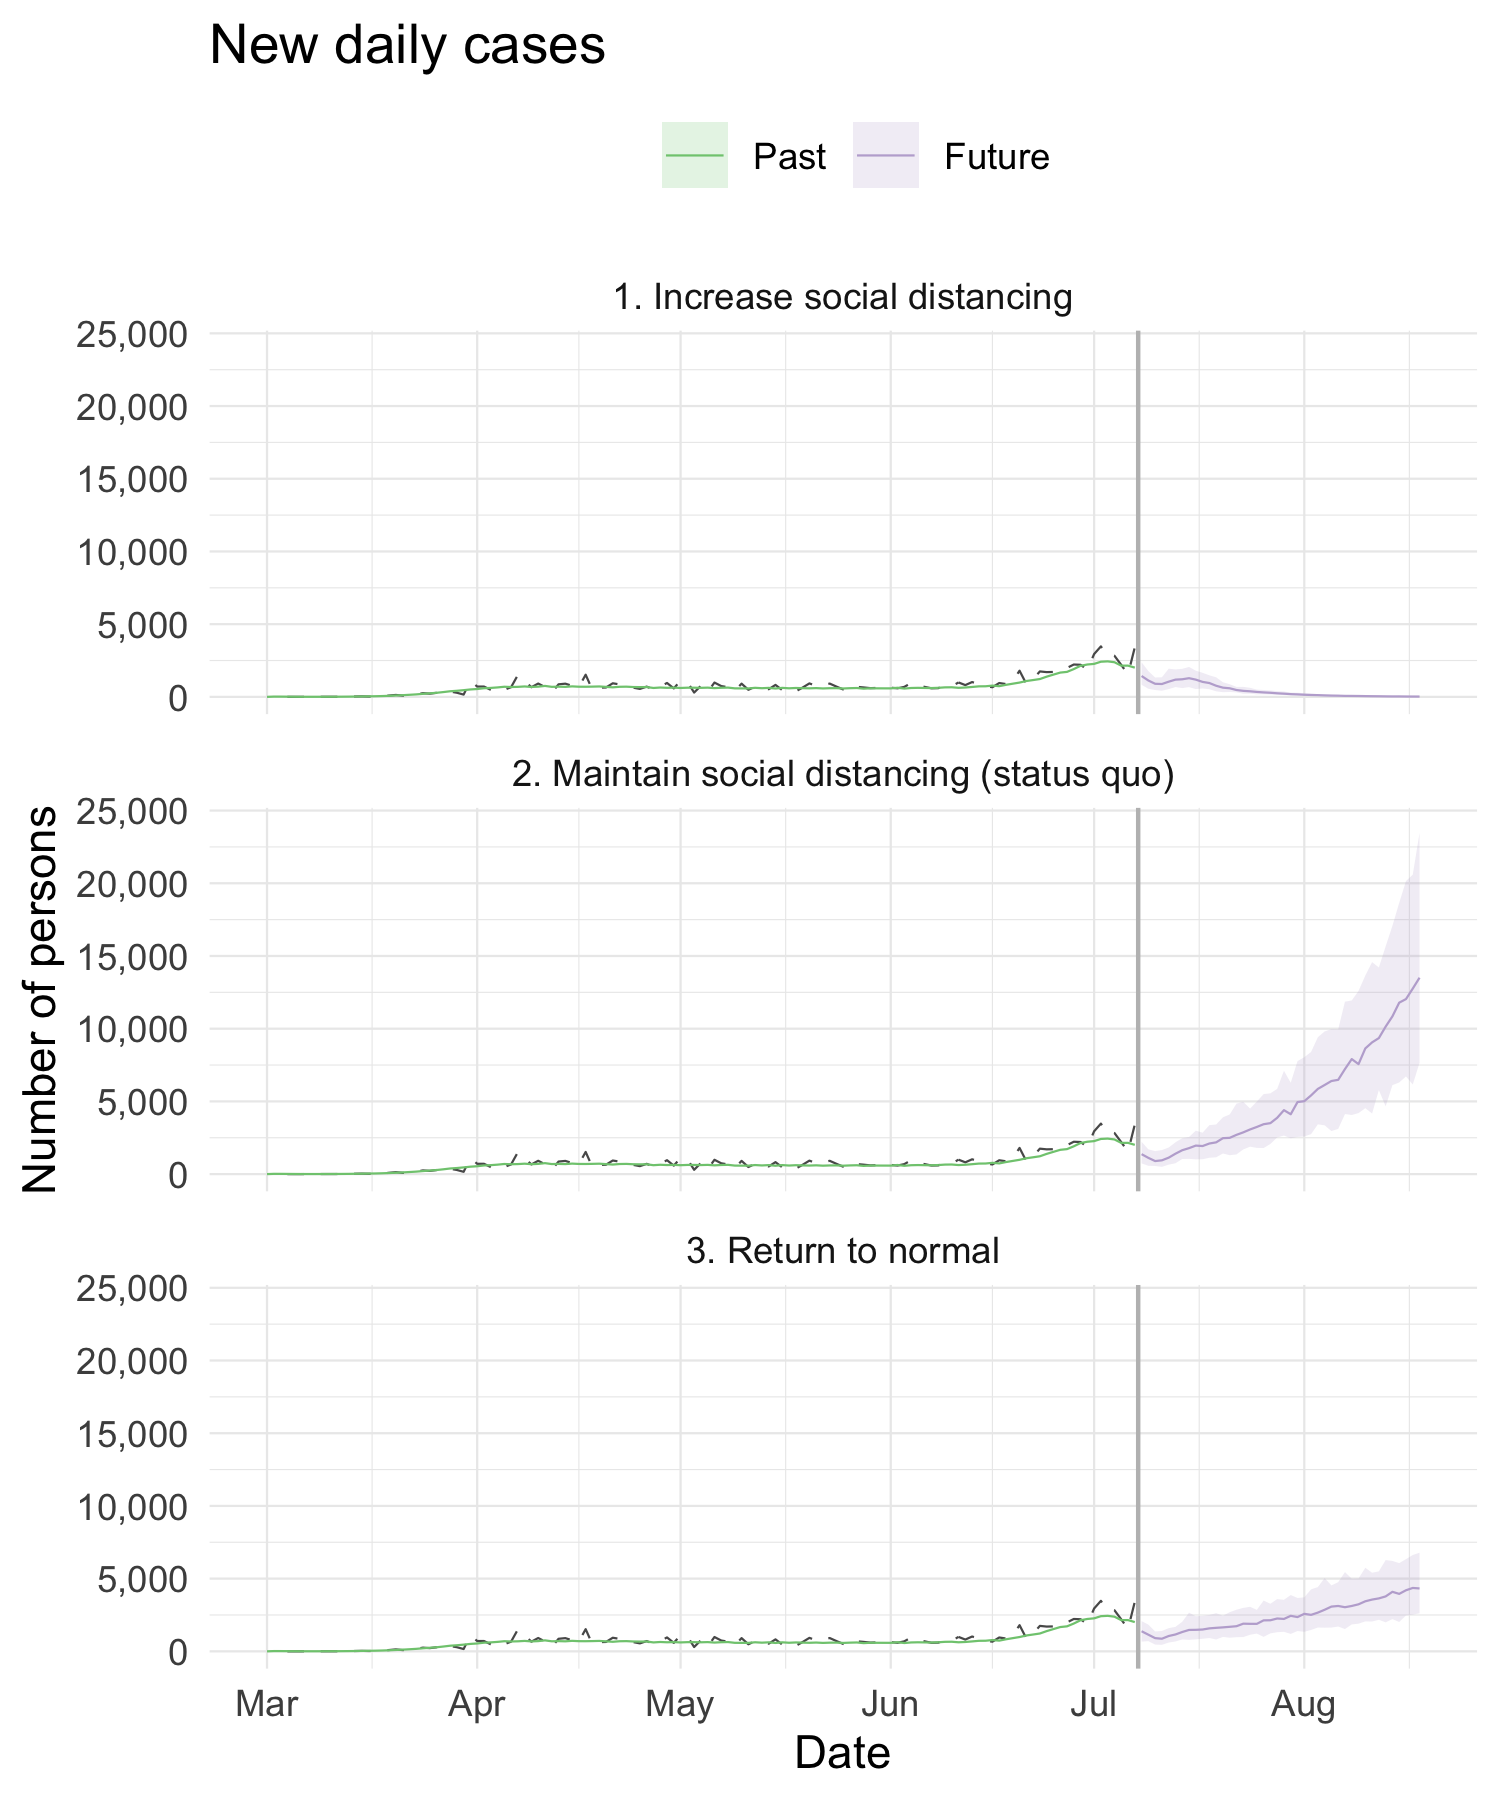 New daily cases
Past Future
1. Increase social distancing
25,000
20,000
15,000
10,000
5,000
0
2. Maintain social distancing (status quo)
25,000
20,000
15,000
10,000
5,000
0
Number of persons
3. Return to normal
25,000
20,000
15,000
10,000
5,000
0
Mar Apr May Jun Jul Aug
Date